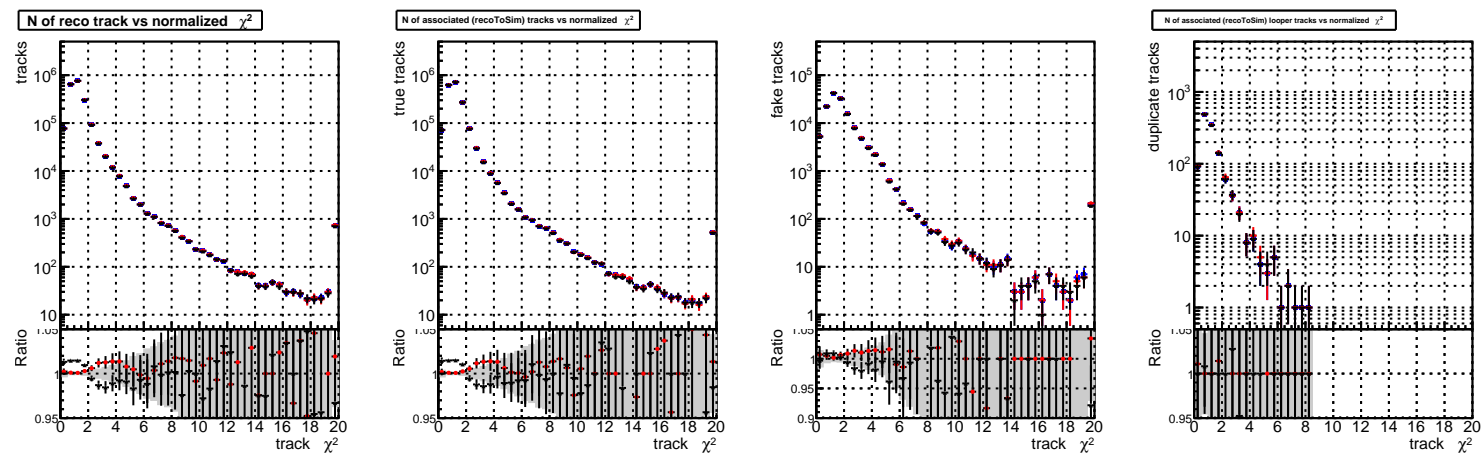 N of reco track vs normalized χ²
tracks
10⁶
10⁵
10⁴
10³
10²
10
Ratio
1.05
1
0.95
0 2 4 6 8 10 12 14 16 18 20
track χ²
N of associated (recoToSim) tracks vs normalized χ²
true tracks
10⁶
10⁵
10⁴
10³
10²
10
Ratio
1.05
1
0.95
0 2 4 6 8 10 12 14 16 18 20
track χ²
fake tracks
10⁵
10⁴
10³
10²
10
1
Ratio
1
0.95
0.9
0 2 4 6 8 10 12 14 16 18 20
track χ²
N of associated (recoToSim) looper tracks vs normalized χ²
duplicate tracks
10³
10²
10
1
Ratio
1.05
1
0.95
0 2 4 6 8 10 12 14 16 18 20
track χ²